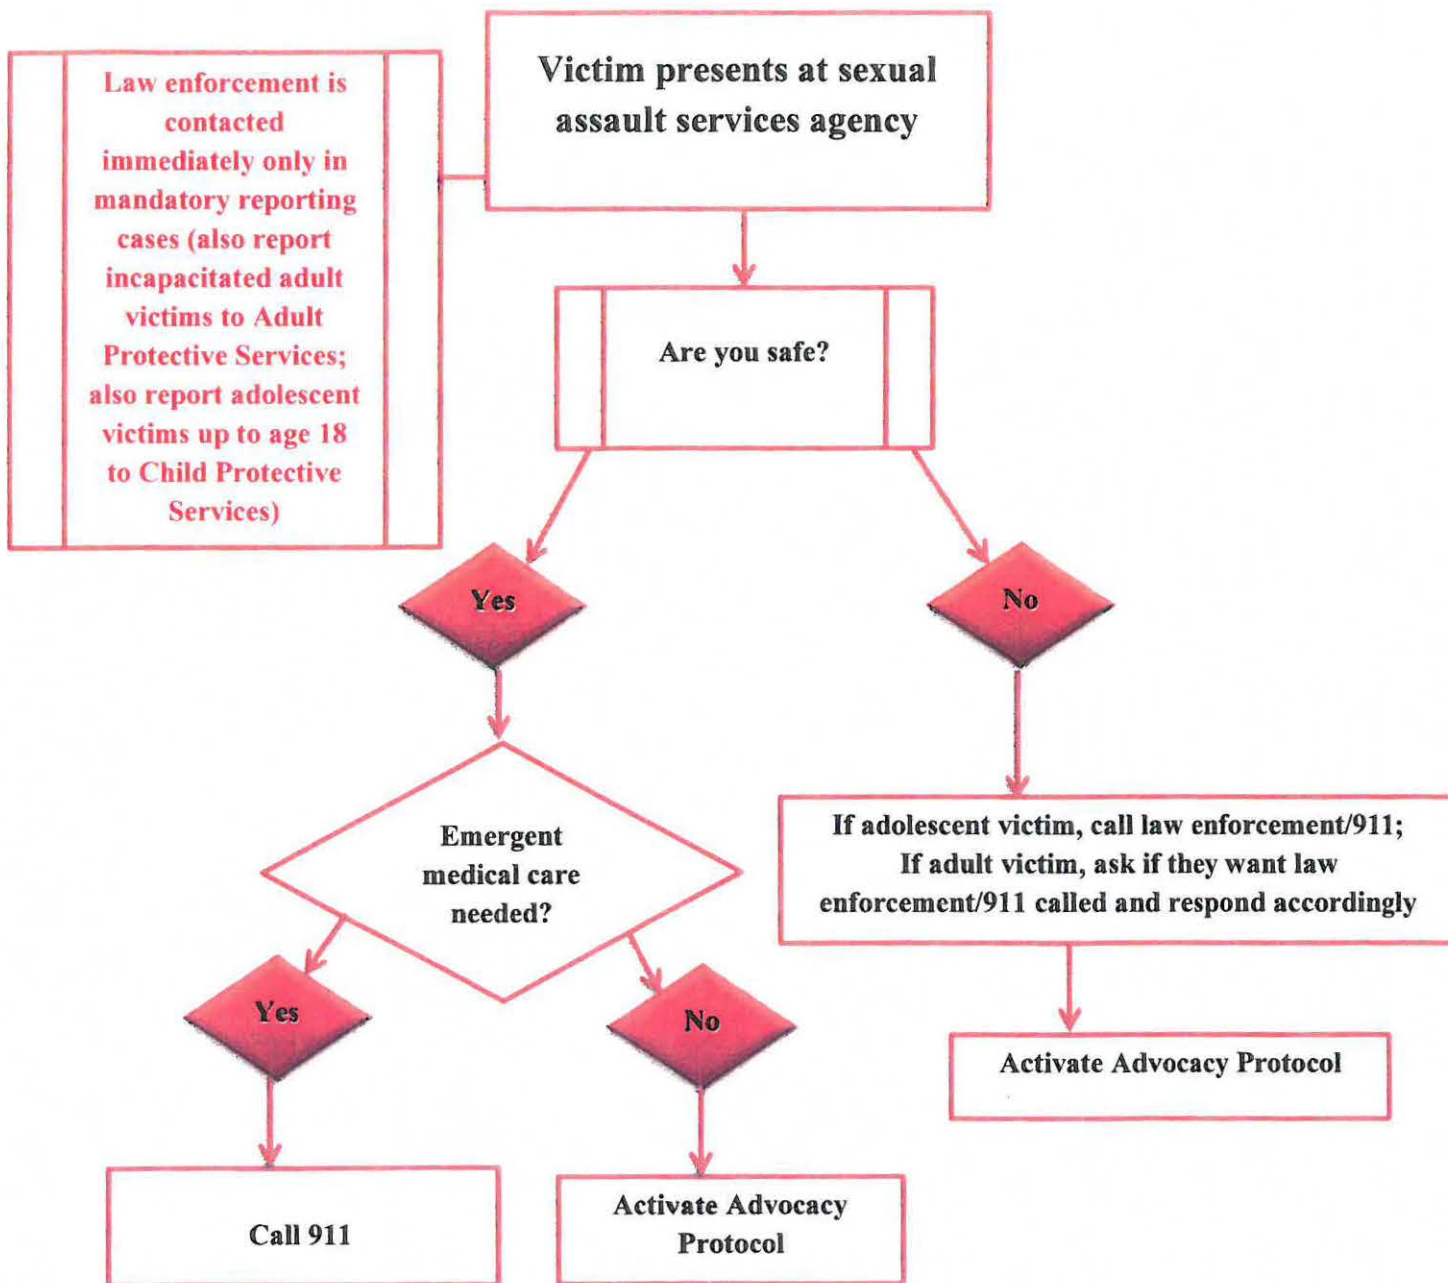 Victim presents at sexual
assault services agency
Law enforcement is
contacted
immediately only in
mandatory reporting
cases (also report
incapacitated adult
victims to Adult
Protective Services;
also report adolescent
victims up to age 18
to Child Protective
Services)
Are you safe?
Yes
No
Emergent
medical care
needed?
If adolescent victim, call law enforcement/911;
If adult victim, ask if they want law
enforcement/911 called and respond accordingly
Yes
No
Activate Advocacy Protocol
Call 911
Activate Advocacy
Protocol